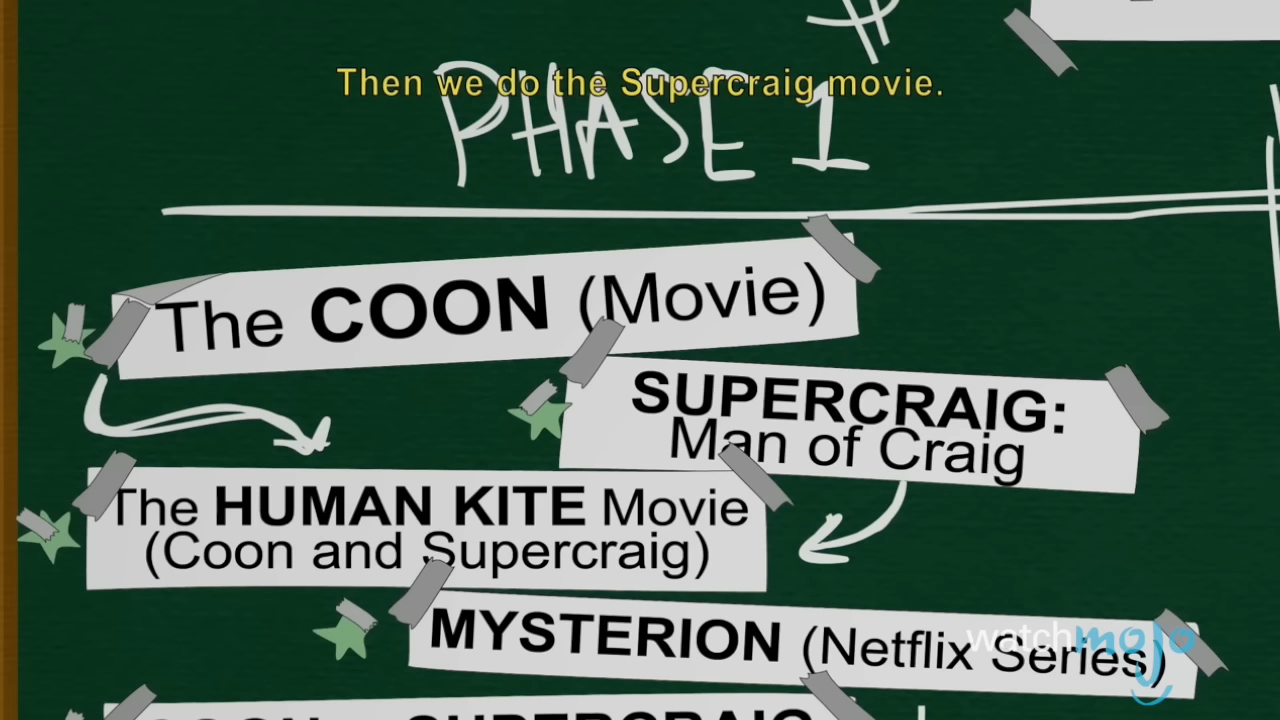 Then we do the Supercraig movie.
PHASE 1
The COON (Movie)
SUPERCRAIG:
Man of Craig
The HUMAN KITE Movie
(Coon and Supercraig)
MYSTERION (Netflix Series)
watchmojo